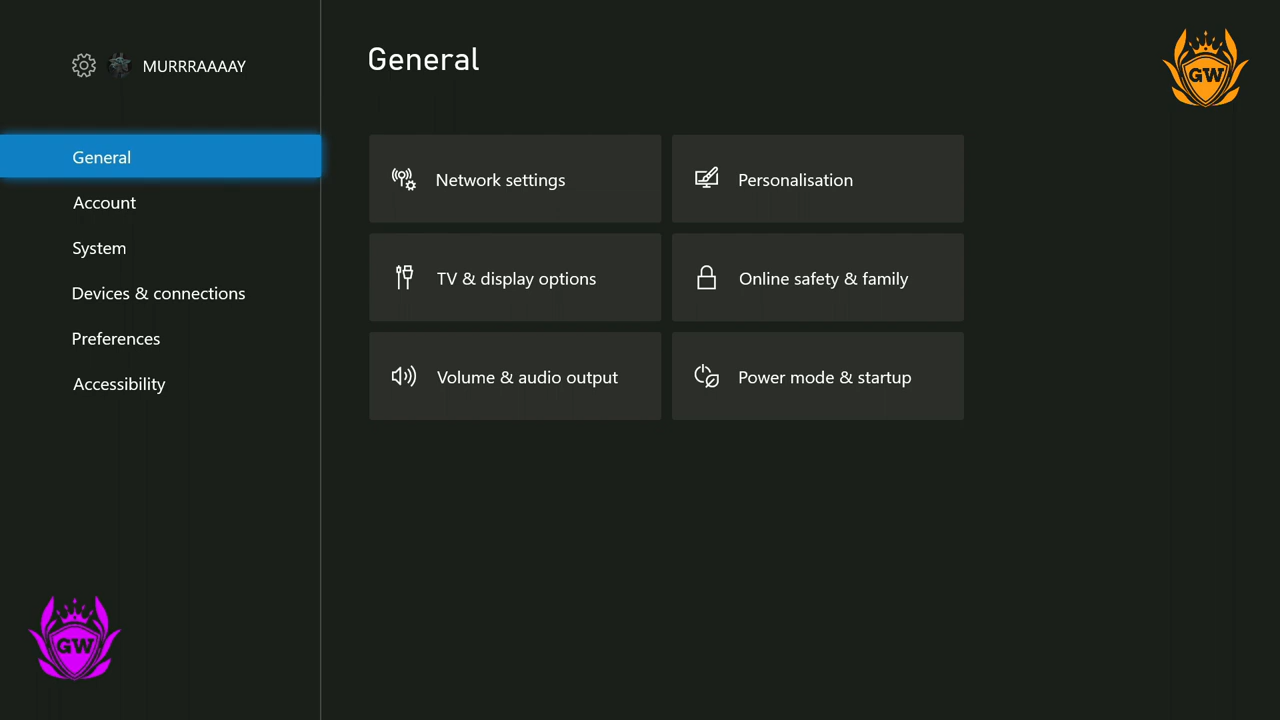 MURRRAAAAY
General
GW
General
Account
System
Devices & connections
Preferences
Accessibility
Network settings
Personalisation
TV & display options
Online safety & family
Volume & audio output
Power mode & startup
GW